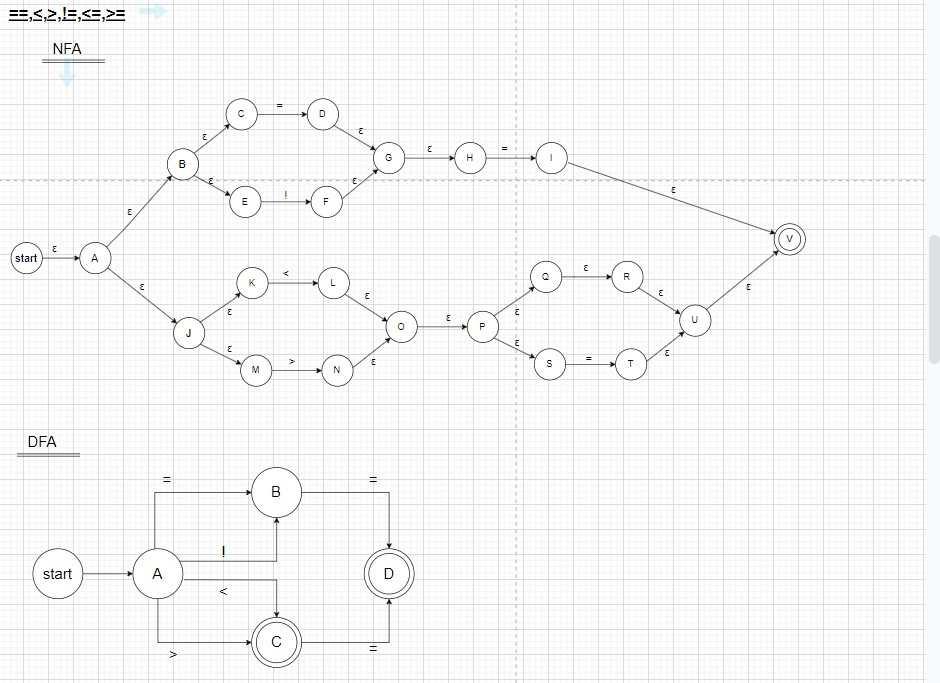 ==,<,>,!=,<=,>=
NFA
C = D
ε ε
B G ε H = I
ε ε
E ! F
ε ε
start ε A V
ε K < L Q ε R
ε ε ε ε ε
J O ε P U
ε ε ε ε
M > N S = T
DFA
= =
B
!
start A D
<
C
> =